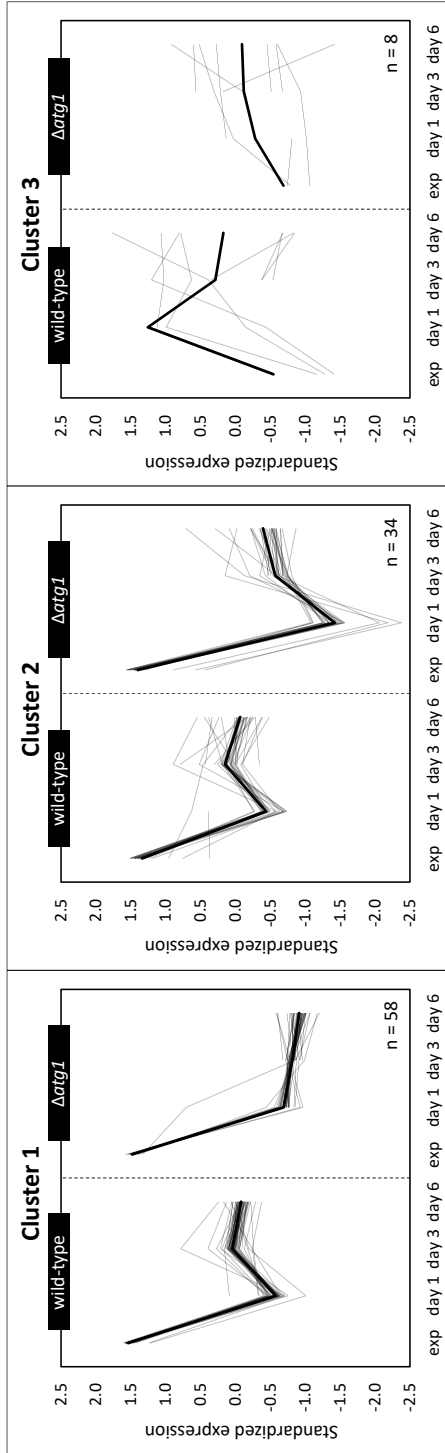 Cluster 1
wild-type
Δatg1
Standardized expression
2.5
2.0
1.5
1.0
0.5
0.0
-0.5
-1.0
-1.5
-2.0
-2.5
n = 58
exp day 1 day 3 day 6
exp day 1 day 3 day 6
Cluster 2
wild-type
Δatg1
Standardized expression
2.5
2.0
1.5
1.0
0.5
0.0
-0.5
-1.0
-1.5
-2.0
-2.5
n = 34
exp day 1 day 3 day 6
exp day 1 day 3 day 6
Cluster 3
wild-type
Δatg1
Standardized expression
2.5
2.0
1.5
1.0
0.5
0.0
-0.5
-1.0
-1.5
-2.0
-2.5
n = 8
exp day 1 day 3 day 6
exp day 1 day 3 day 6